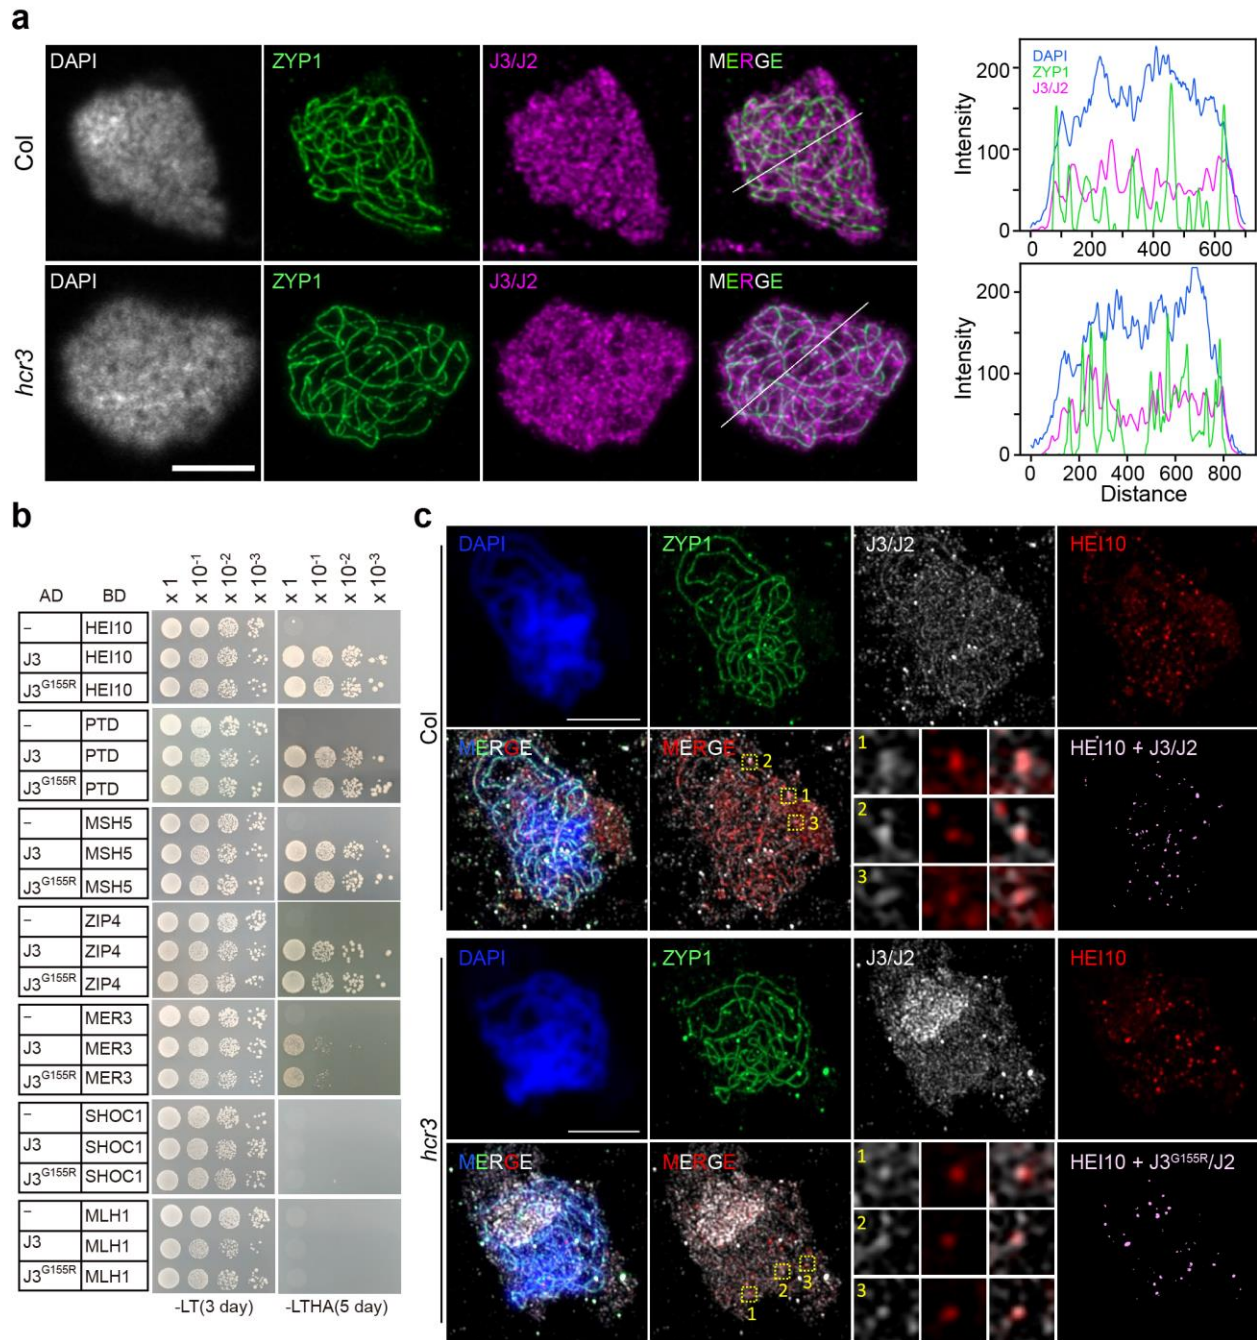 a
Col
DAPI
ZYP1
J3/J2
MERGE
hcr3
DAPI
ZYP1
J3/J2
MERGE
DAPI
ZYP1
J3/J2
Intensity
200
100
0
0 200 400 600
Intensity
200
100
0
0 200 400 600 800
Distance
b
AD BD x 1 x 10-1 x 10-2 x 10-3 x 1 x 10-1 x 10-2 x 10-3
– HEI10
J3 HEI10
J3G155R HEI10
– PTD
J3 PTD
J3G155R PTD
– MSH5
J3 MSH5
J3G155R MSH5
– ZIP4
J3 ZIP4
J3G155R ZIP4
– MER3
J3 MER3
J3G155R MER3
– SHOC1
J3 SHOC1
J3G155R SHOC1
– MLH1
J3 MLH1
J3G155R MLH1
-LT(3 day) -LTHA(5 day)
c
Col
DAPI ZYP1 J3/J2 HEI10
MERGE MERGE 1 HEI10 + J3/J2
2
1
3
2
3
hcr3
DAPI ZYP1 J3/J2 HEI10
MERGE MERGE 1 HEI10 + J3G155R/J2
2
3
2
1
3